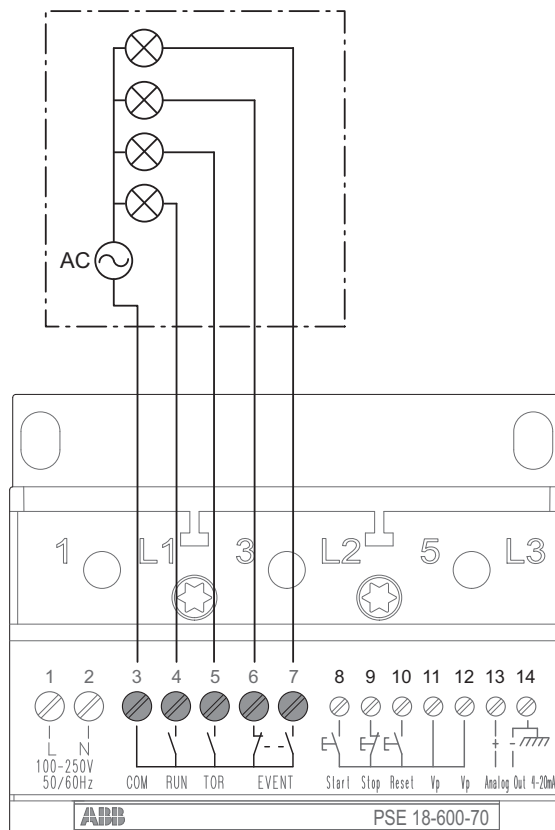 AC
1 L1 3 L2 5 L3
1 2 3 4 5 6 7 8 9 10 11 12 13 14
L N
100-250V
50/60Hz
COM RUN TOR EVENT Start Stop Reset Vp Vp Analog Out 4-20mA
+ -
ABB PSE 18-600-70